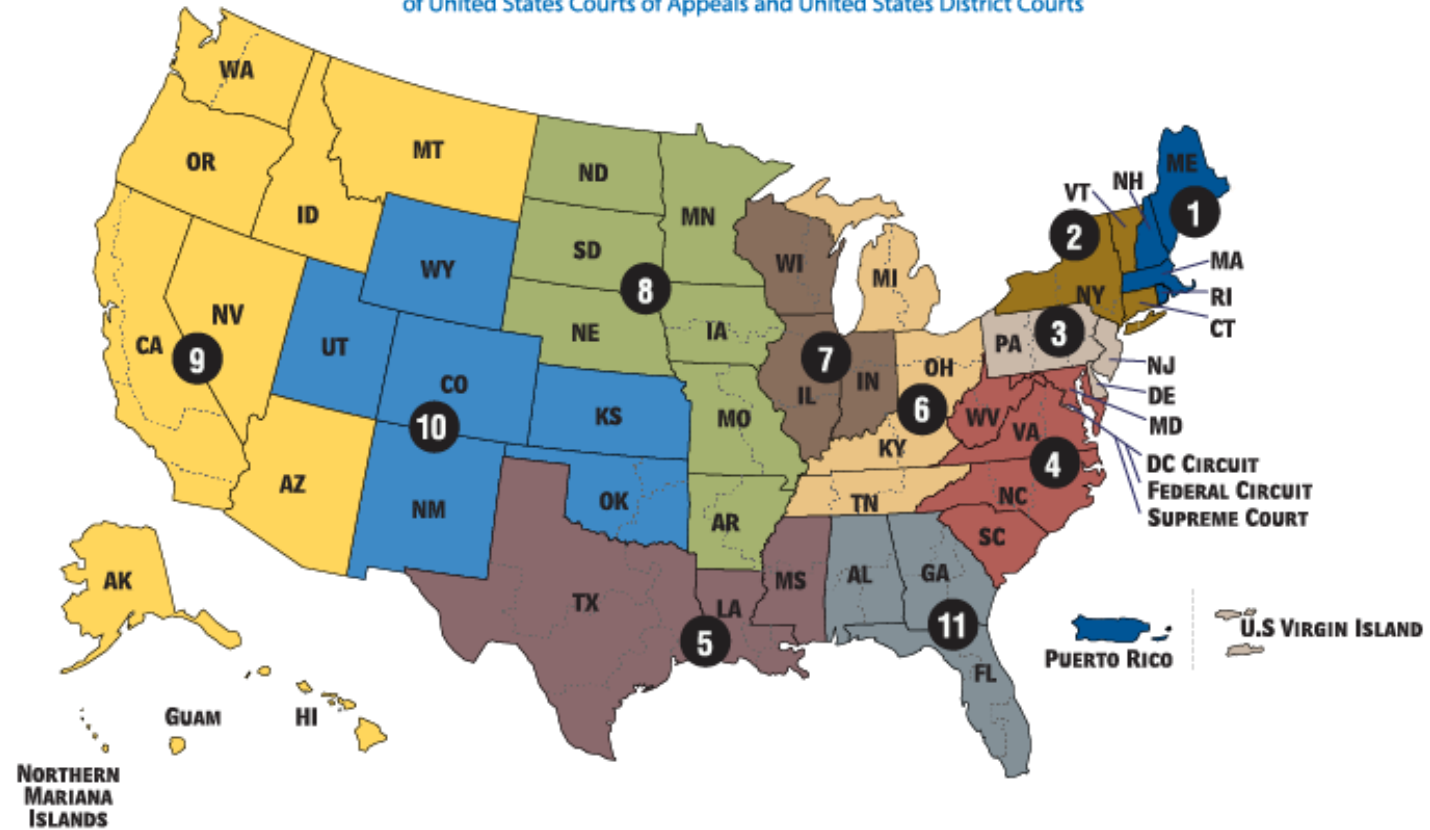 of United States Courts of Appeals and United States District Courts
WA
OR
MT
ID
ND
MN
SD
WY
8
WI
MI
VT
NH
ME
1
2
MA
NY
RI
CT
CA
NV
9
UT
NE
IA
7
PA
3
NJ
DE
MD
CO
10
KS
MO
IL
IN
OH
6
WV
VA
KY
4
DC CIRCUIT
FEDERAL CIRCUIT
SUPREME COURT
AZ
NM
OK
AR
TN
NC
SC
AK
TX
LA
5
MS
AL
GA
11
FL
PUERTO RICO
U.S VIRGIN ISLAND
GUAM
HI
NORTHERN
MARIANA
ISLANDS